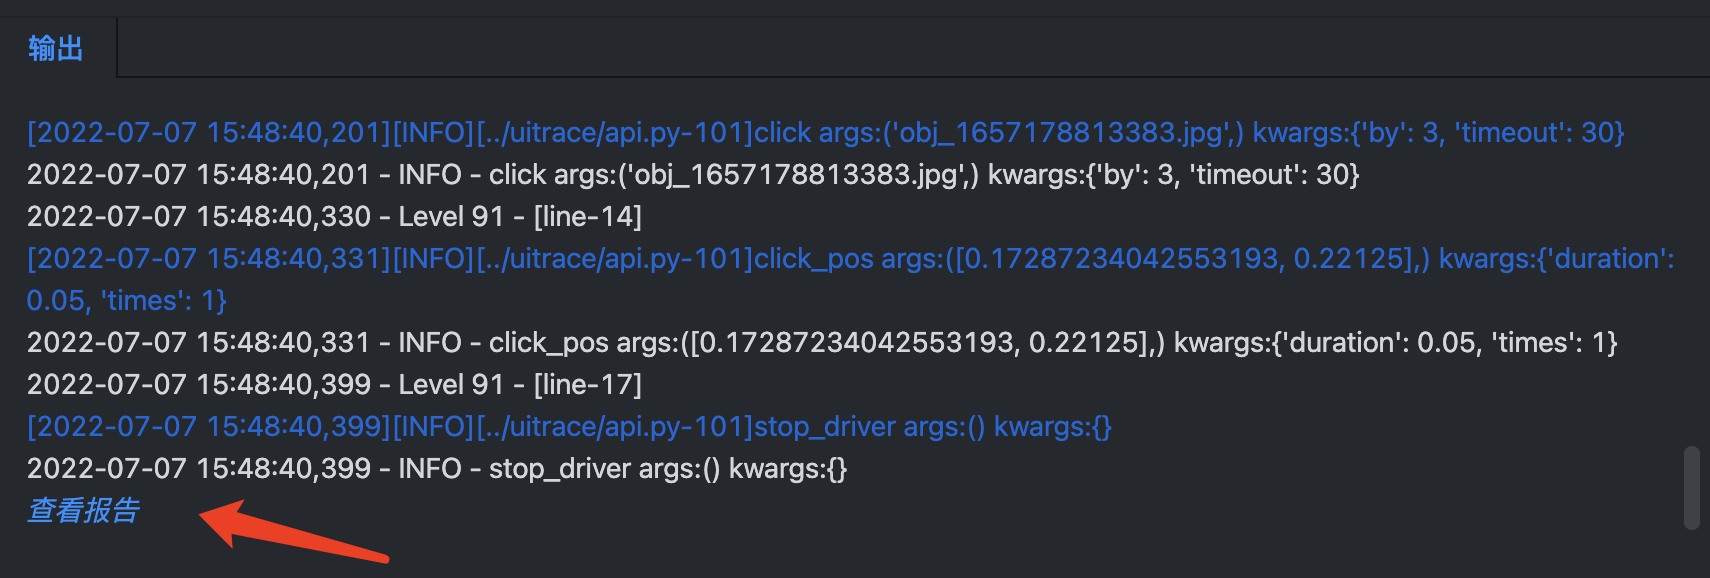 输出
[2022-07-07 15:48:40,201][INFO][../uitrace/api.py-101]click args:('obj_1657178813383.jpg',) kwargs:{'by': 3, 'timeout': 30}
2022-07-07 15:48:40,201 - INFO - click args:('obj_1657178813383.jpg',) kwargs:{'by': 3, 'timeout': 30}
2022-07-07 15:48:40,330 - Level 91 - [line-14]
[2022-07-07 15:48:40,331][INFO][../uitrace/api.py-101]click_pos args:([0.17287234042553193, 0.22125],) kwargs:{'duration':
0.05, 'times': 1}
2022-07-07 15:48:40,331 - INFO - click_pos args:([0.17287234042553193, 0.22125],) kwargs:{'duration': 0.05, 'times': 1}
2022-07-07 15:48:40,399 - Level 91 - [line-17]
[2022-07-07 15:48:40,399][INFO][../uitrace/api.py-101]stop_driver args:() kwargs:{}
2022-07-07 15:48:40,399 - INFO - stop_driver args:() kwargs:{}
查看报告